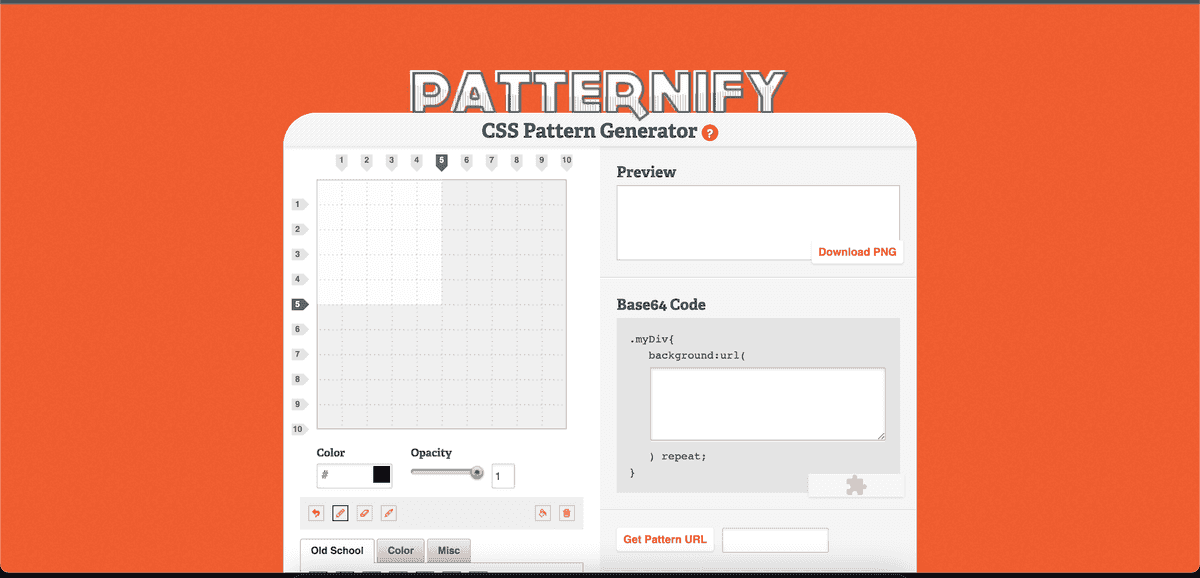 PATTERNIFY
CSS Pattern Generator ?
1 2 3 4 5 6 7 8 9 10
1
2
3
4
5
6
7
8
9
10
Color
Opacity
#
1
Old School
Color
Misc
Preview
Download PNG
Base64 Code
.myDiv{
background:url(
) repeat;
}
Get Pattern URL